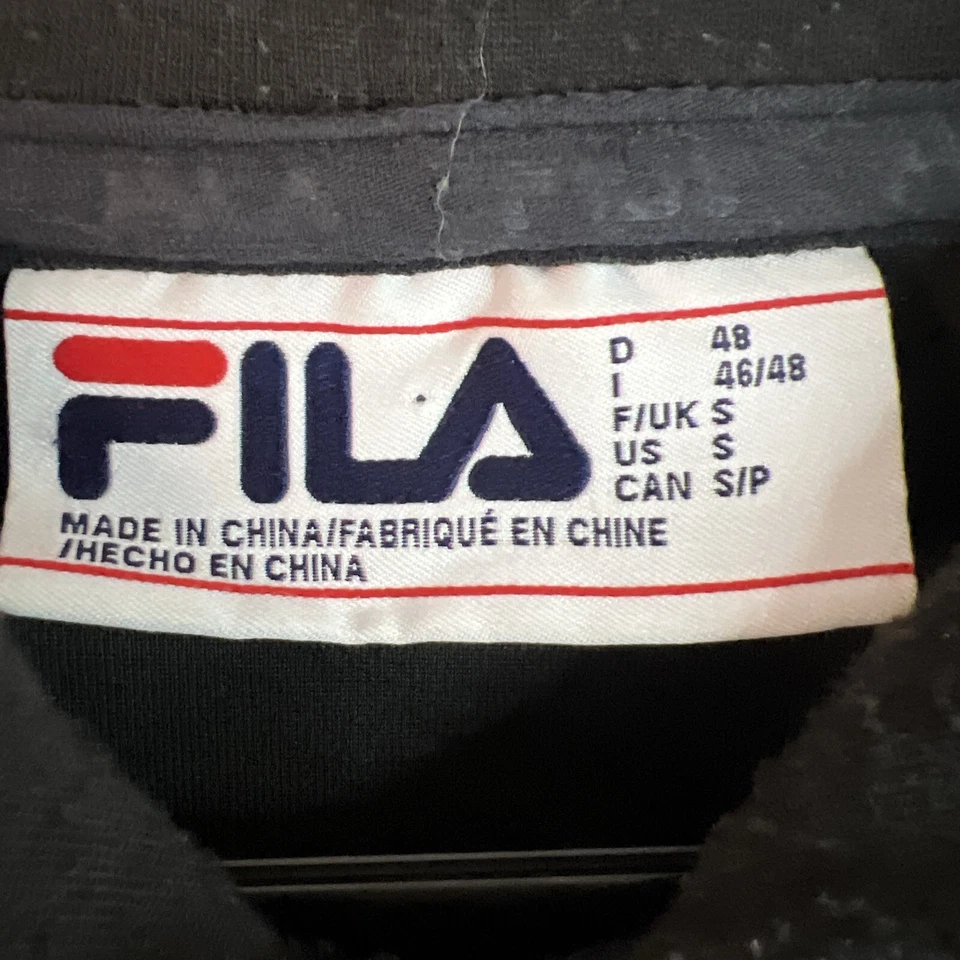 FILA
D 48
I 46/48
F/UK S
US S
CAN S/P
MADE IN CHINA/FABRIQUÉ EN CHINE
/HECHO EN CHINA